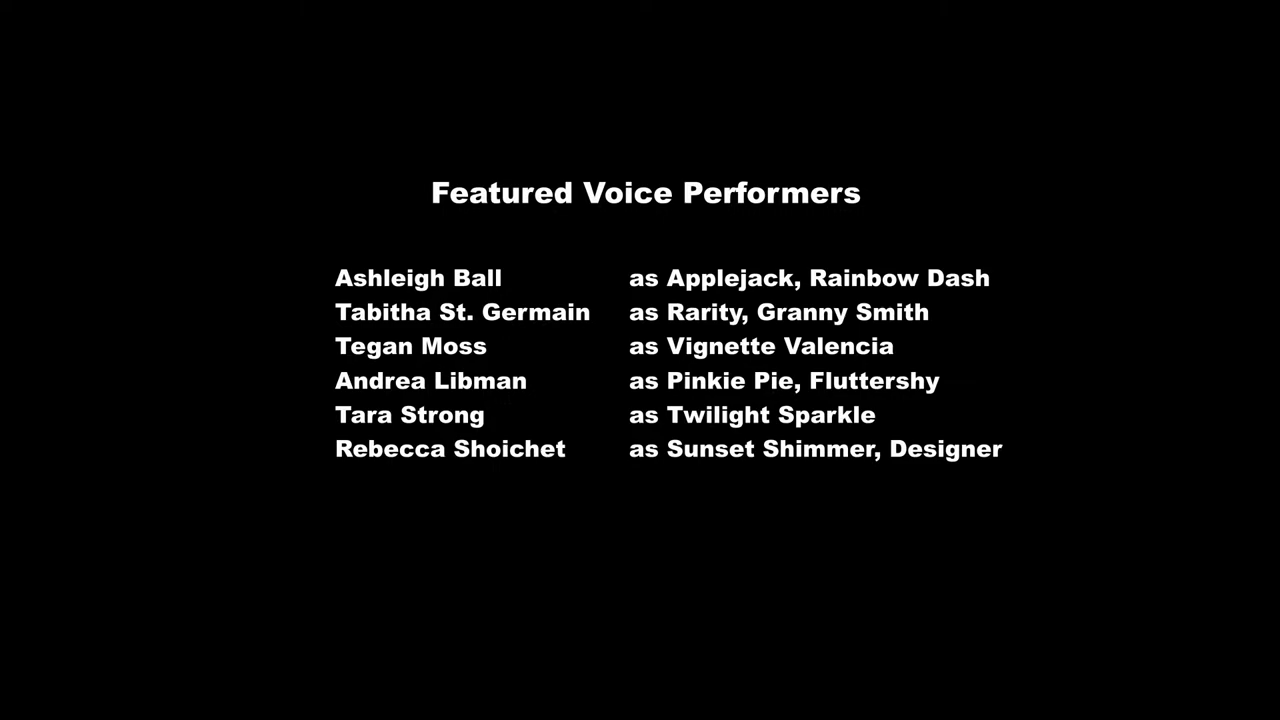 Featured Voice Performers
Ashleigh Ball as Applejack, Rainbow Dash
Tabitha St. Germain as Rarity, Granny Smith
Tegan Moss as Vignette Valencia
Andrea Libman as Pinkie Pie, Fluttershy
Tara Strong as Twilight Sparkle
Rebecca Shoichet as Sunset Shimmer, Designer